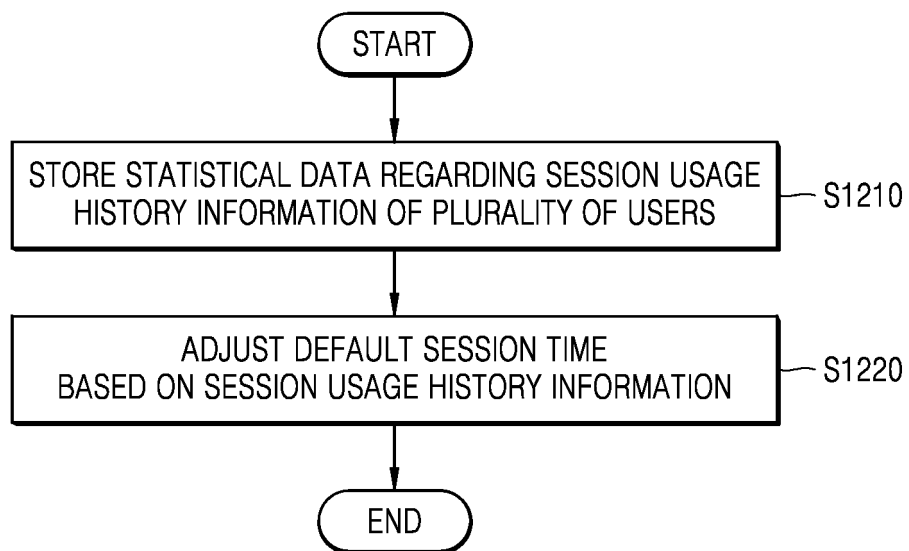 START
STORE STATISTICAL DATA REGARDING SESSION USAGE
HISTORY INFORMATION OF PLURALITY OF USERS
S1210
ADJUST DEFAULT SESSION TIME
BASED ON SESSION USAGE HISTORY INFORMATION
S1220
END